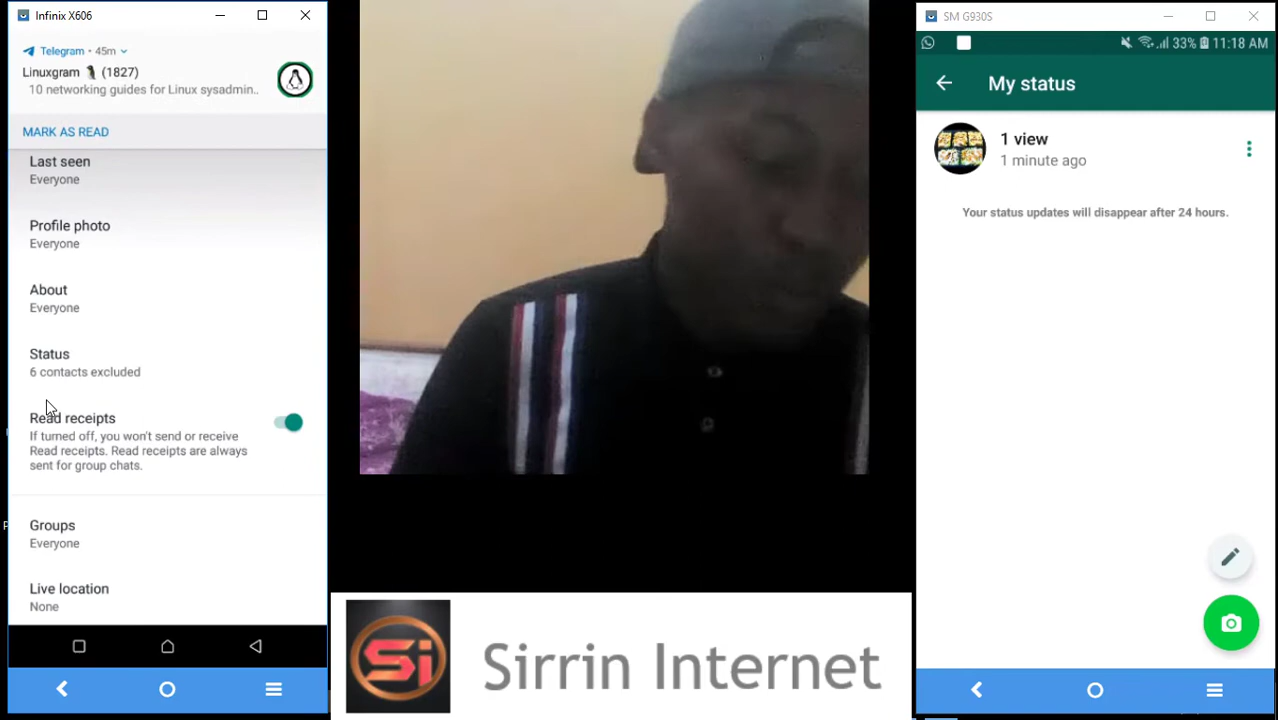 Infinix X606
Telegram • 45m
Linuxgram (1827)
10 networking guides for Linux sysadmin..
MARK AS READ
Last seen
Everyone
Profile photo
Everyone
About
Everyone
Status
6 contacts excluded
Read receipts
If turned off, you won't send or receive
Read receipts. Read receipts are always
sent for group chats.
Groups
Everyone
Live location
None
Si
Sirrin Internet
SM G930S
33% 11:18 AM
My status
1 view
1 minute ago
Your status updates will disappear after 24 hours.